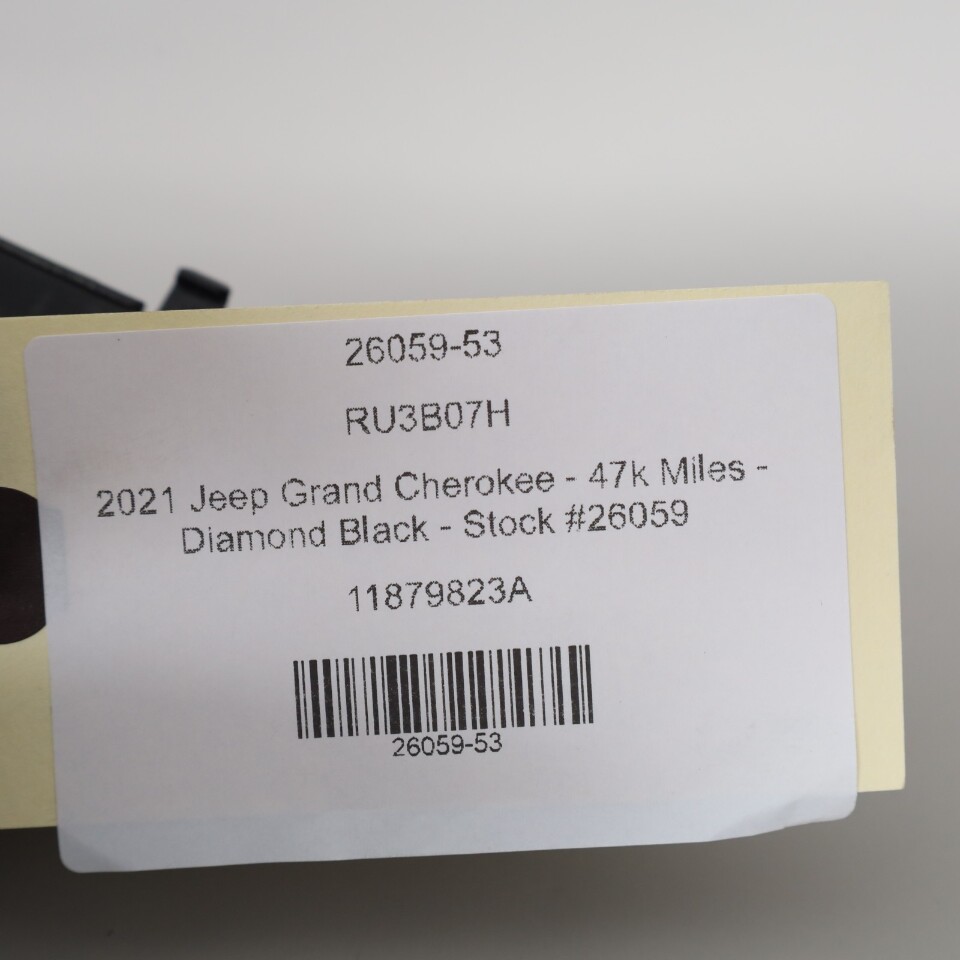 26059-53
RU3B07H
2021 Jeep Grand Cherokee - 47k Miles -
Diamond Black - Stock #26059
11879823A
26059-53